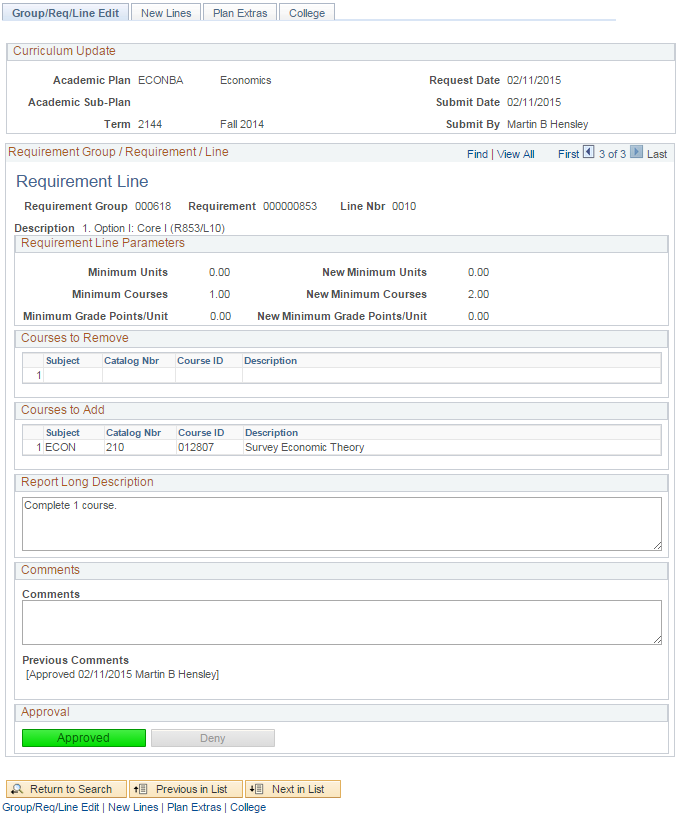 Group/Req/Line Edit New Lines Plan Extras College
Curriculum Update
Academic Plan ECONBA Economics Request Date 02/11/2015
Academic Sub-Plan Submit Date 02/11/2015
Term 2144 Fall 2014 Submit By Martin B Hensley
Requirement Group / Requirement / Line Find | View All First 3 of 3 Last
Requirement Line
Requirement Group 000618 Requirement 000000853 Line Nbr 0010
Description 1. Option I: Core I (R853/L10)
Requirement Line Parameters
Minimum Units 0.00 New Minimum Units 0.00
Minimum Courses 1.00 New Minimum Courses 2.00
Minimum Grade Points/Unit 0.00 New Minimum Grade Points/Unit 0.00
Courses to Remove
Subject Catalog Nbr Course ID Description
1
Courses to Add
Subject Catalog Nbr Course ID Description
1 ECON 210 012807 Survey Economic Theory
Report Long Description
Complete 1 course.
Comments
Comments
Previous Comments
[Approved 02/11/2015 Martin B Hensley]
Approval
Approved Deny
Return to Search Previous in List Next in List
Group/Req/Line Edit | New Lines | Plan Extras | College